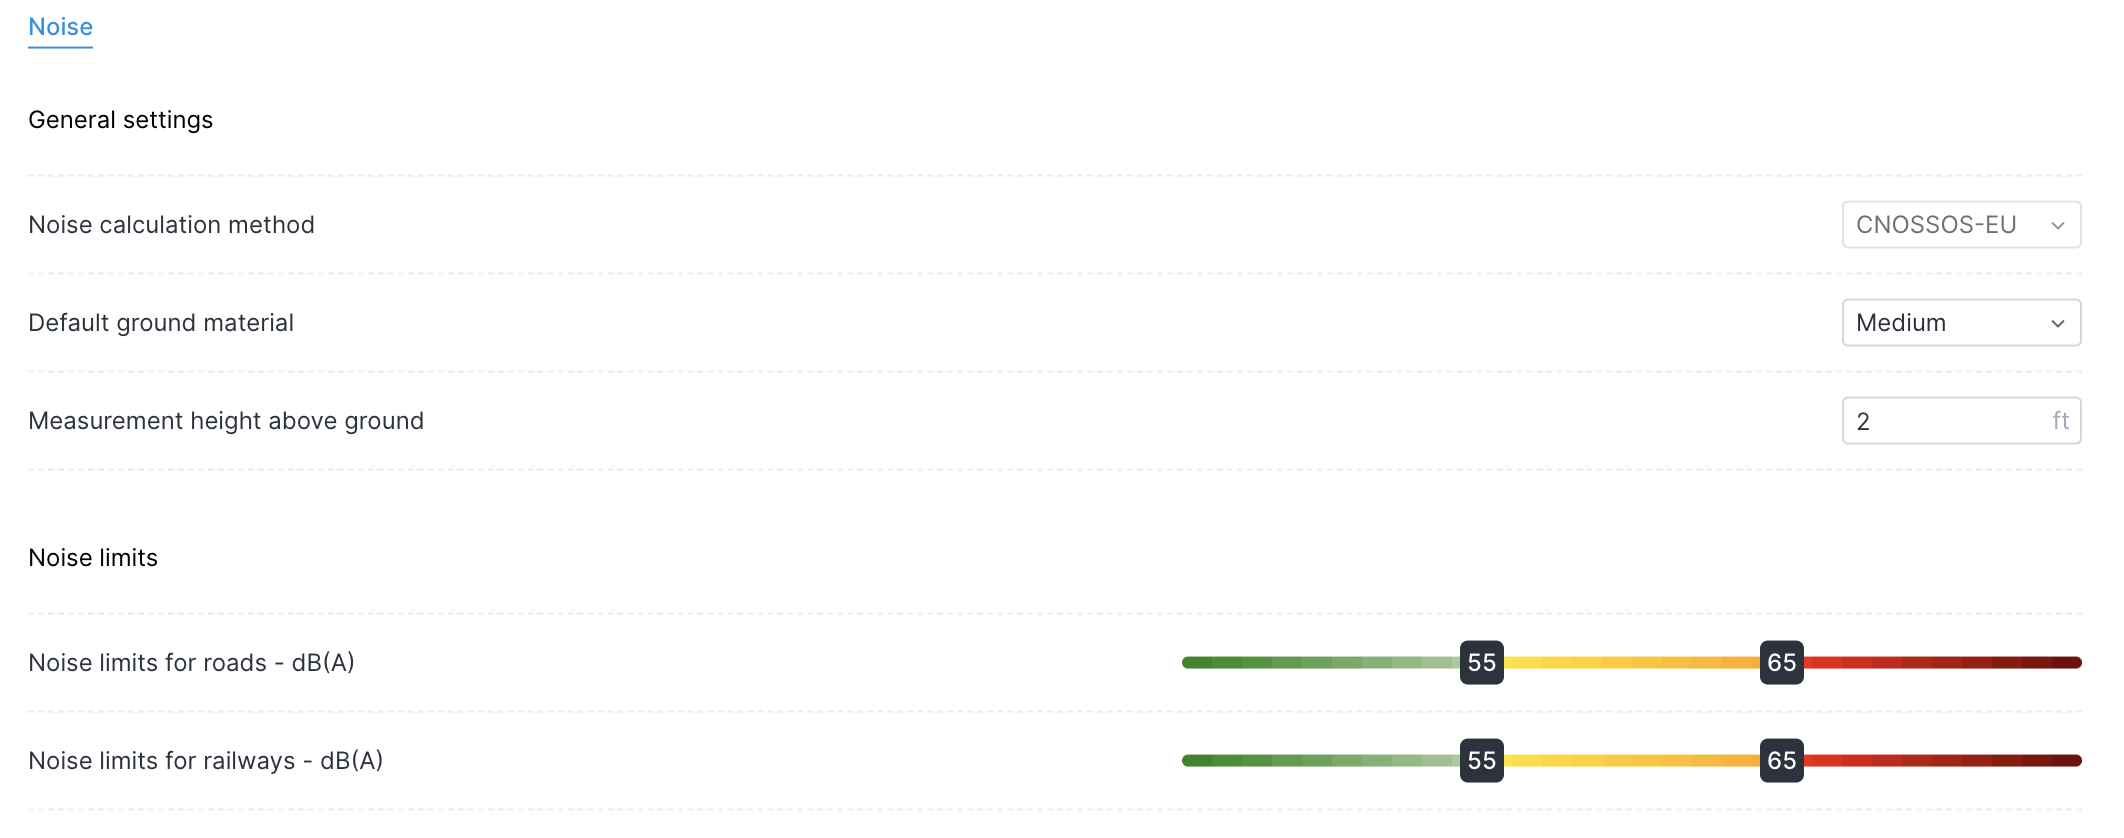 Noise
General settings
Noise calculation method
CNOSSOS-EU
Default ground material
Medium
Measurement height above ground
2 ft
Noise limits
Noise limits for roads - dB(A)
55 65
Noise limits for railways - dB(A)
55 65